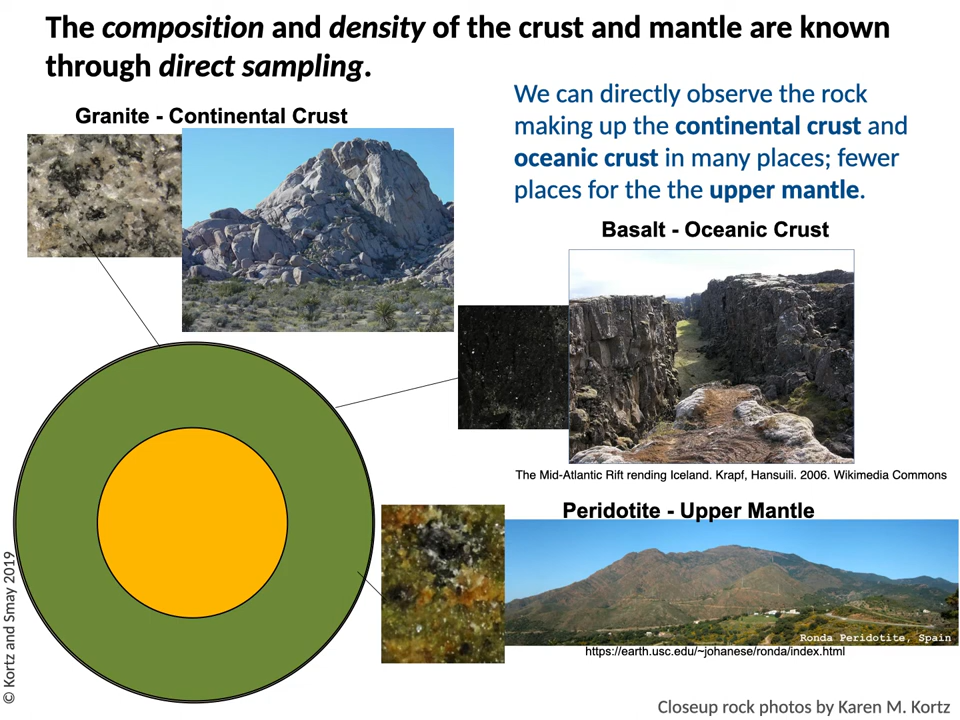 The composition and density of the crust and mantle are known
through direct sampling.
We can directly observe the rock
making up the continental crust and
oceanic crust in many places; fewer
places for the the upper mantle.
Granite - Continental Crust
Basalt - Oceanic Crust
The Mid-Atlantic Rift rending Iceland. Krapf, Hansuili. 2006. Wikimedia Commons
Peridotite - Upper Mantle
Ronda Peridotite, Spain
https://earth.usc.edu/~johanese/ronda/index.html
© Kortz and Smay 2019
Closeup rock photos by Karen M. Kortz